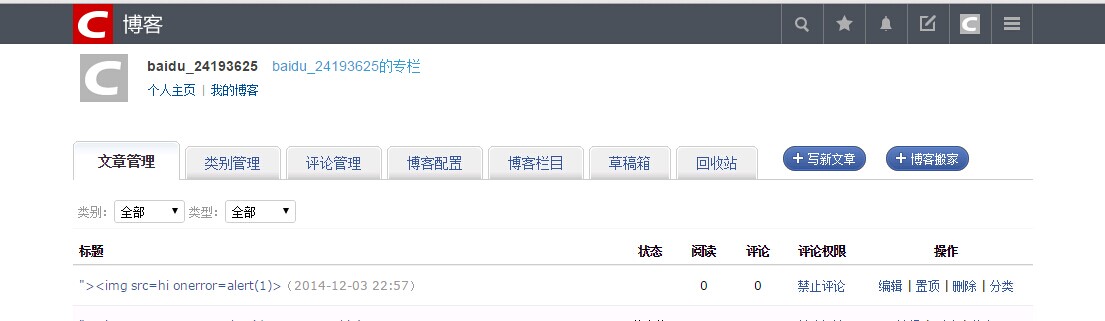 C 博客
C baidu_24193625 baidu_24193625的专栏
个人主页 | 我的博客
文章管理 类别管理 评论管理 博客配置 博客栏目 草稿箱 回收站 + 写新文章 + 博客搬家
类别: 全部 类型: 全部
标题 状态 阅读 评论 评论权限 操作
"><img src=hi onerror=alert(1)> (2014-12-03 22:57) 0 0 禁止评论 编辑 | 置顶 | 删除 | 分类